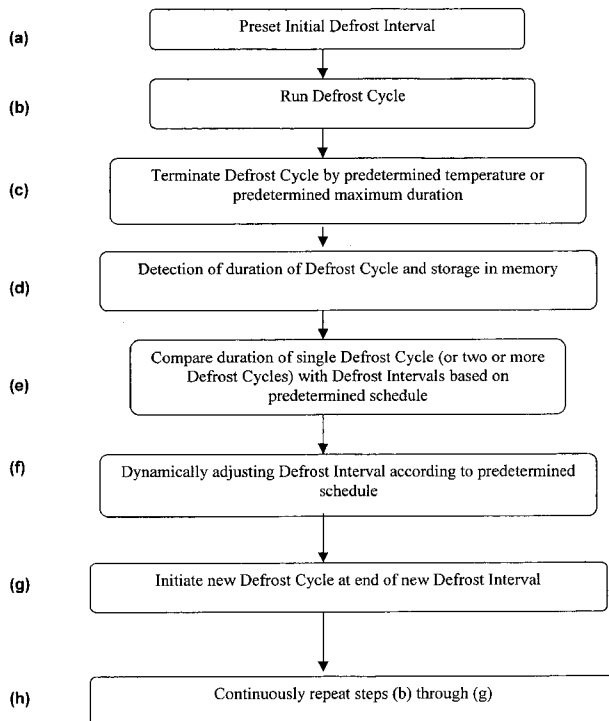 (a)
Preset Initial Defrost Interval
(b)
Run Defrost Cycle
(c)
Terminate Defrost Cycle by predetermined temperature or
predetermined maximum duration
(d)
Detection of duration of Defrost Cycle and storage in memory
(e)
Compare duration of single Defrost Cycle (or two or more
Defrost Cycles) with Defrost Intervals based on
predetermined schedule
(f)
Dynamically adjusting Defrost Interval according to predetermined
schedule
(g)
Initiate new Defrost Cycle at end of new Defrost Interval
(h)
Continuously repeat steps (b) through (g)